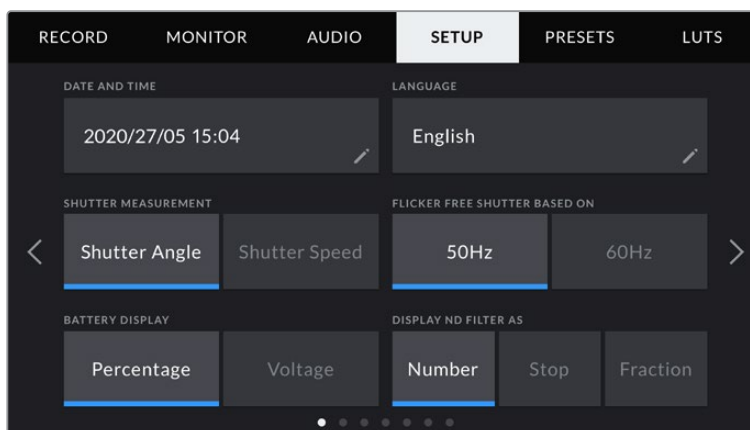 RECORD MONITOR AUDIO SETUP PRESETS LUTS
DATE AND TIME LANGUAGE
2020/27/05 15:04 English
SHUTTER MEASUREMENT FLICKER FREE SHUTTER BASED ON
Shutter Angle Shutter Speed 50Hz 60Hz
BATTERY DISPLAY DISPLAY ND FILTER AS
Percentage Voltage Number Stop Fraction